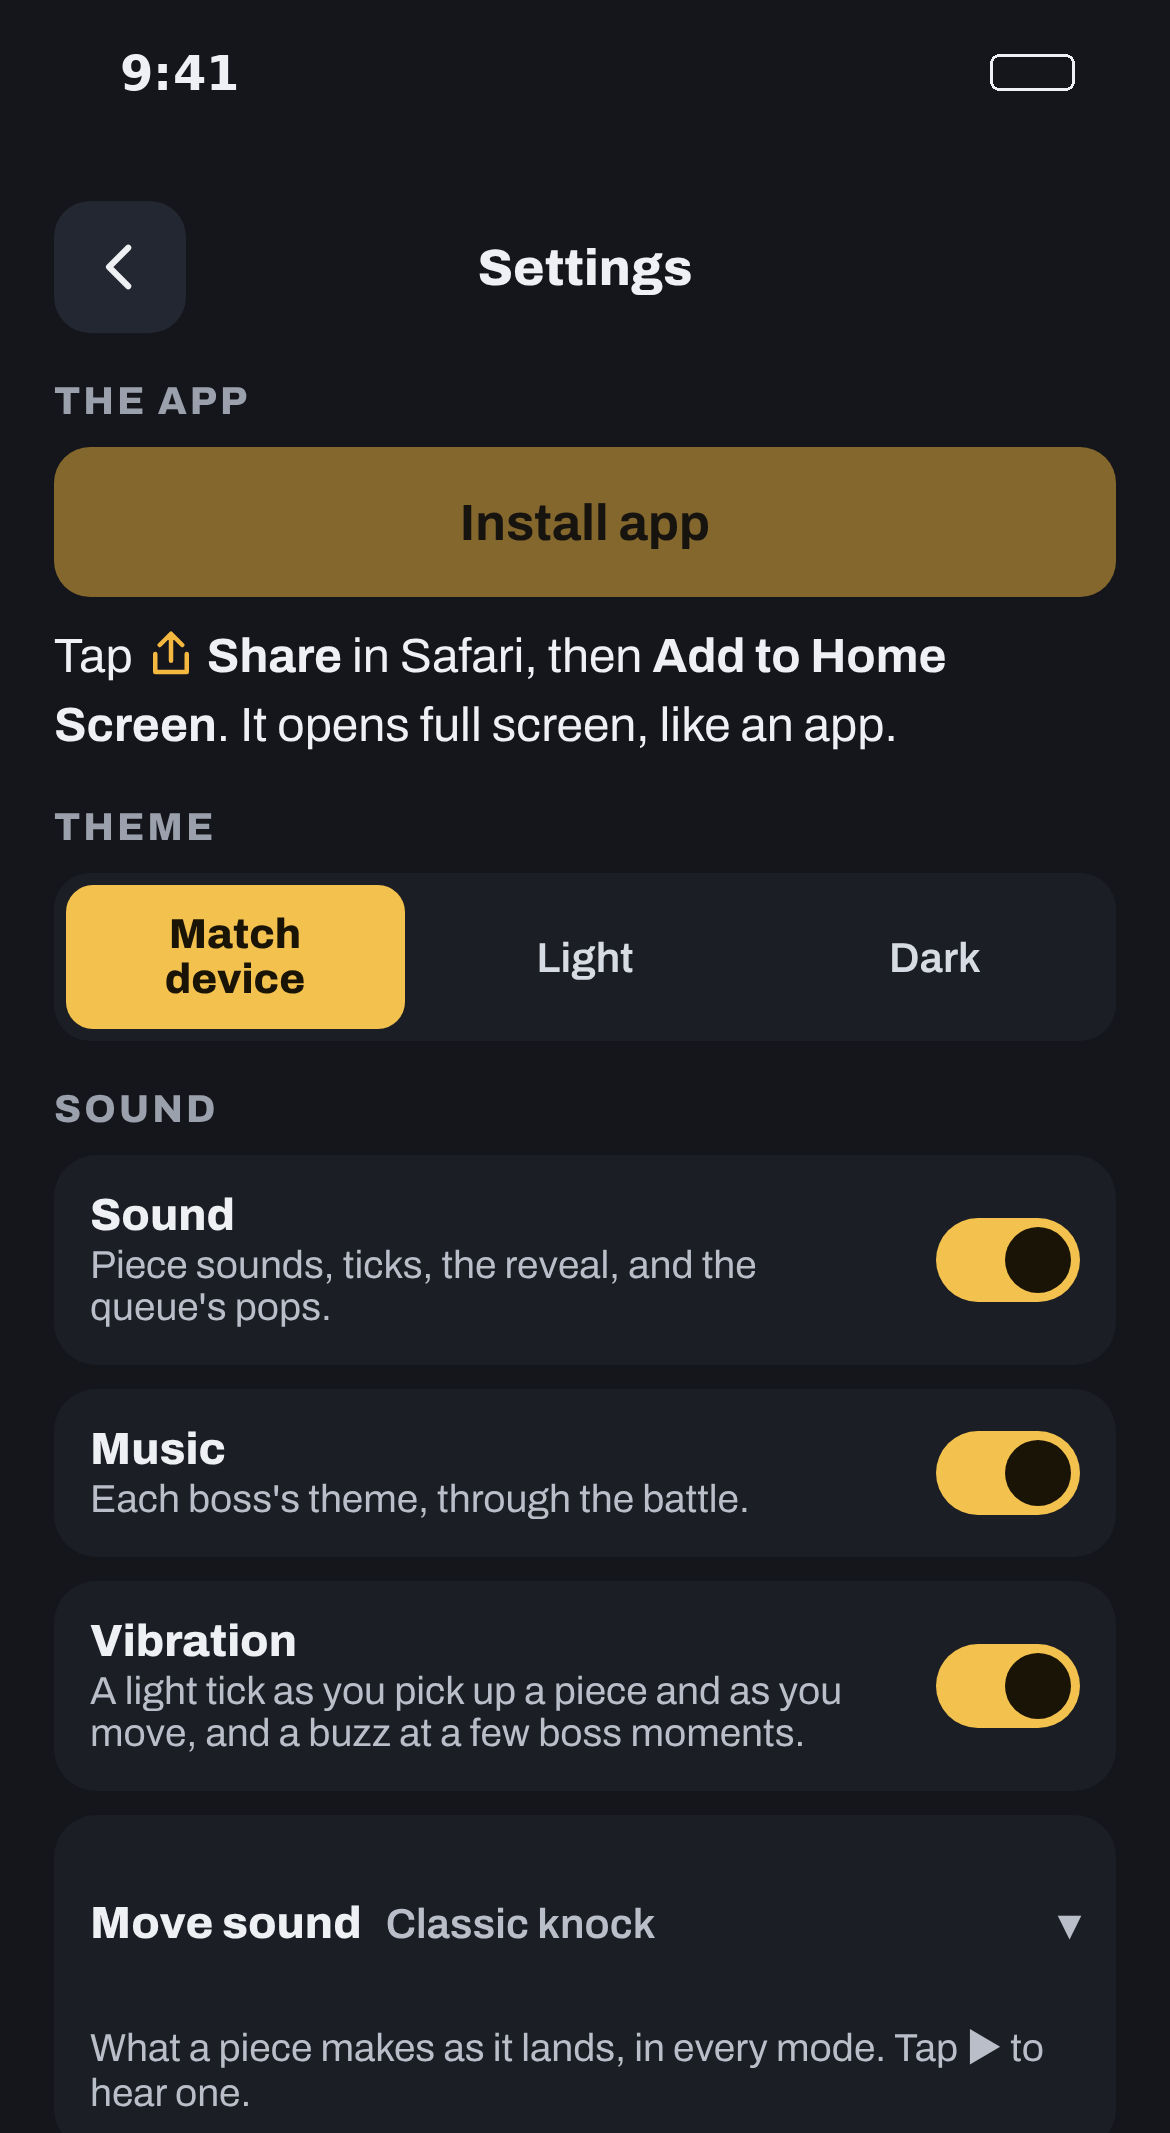 9:41
Settings
THE APP
Install app
Tap Share in Safari, then Add to Home
Screen. It opens full screen, like an app.
THEME
Match
device
Light
Dark
SOUND
Sound
Piece sounds, ticks, the reveal, and the
queue's pops.
Music
Each boss's theme, through the battle.
Vibration
A light tick as you pick up a piece and as you
move, and a buzz at a few boss moments.
Move sound Classic knock ▼
What a piece makes as it lands, in every mode. Tap ▶ to
hear one.